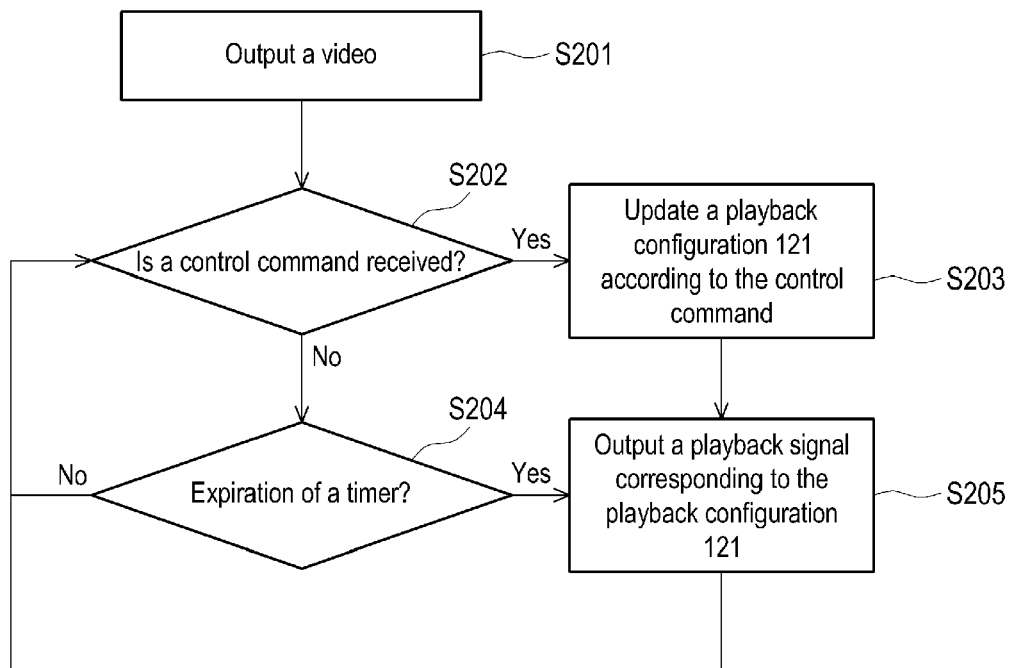 Output a video
S201
S202
Is a control command received?
Yes
Update a playback
configuration 121
according to the control
command
S203
No
S204
No
Expiration of a timer?
Yes
Output a playback signal
corresponding to the
playback configuration
121
S205